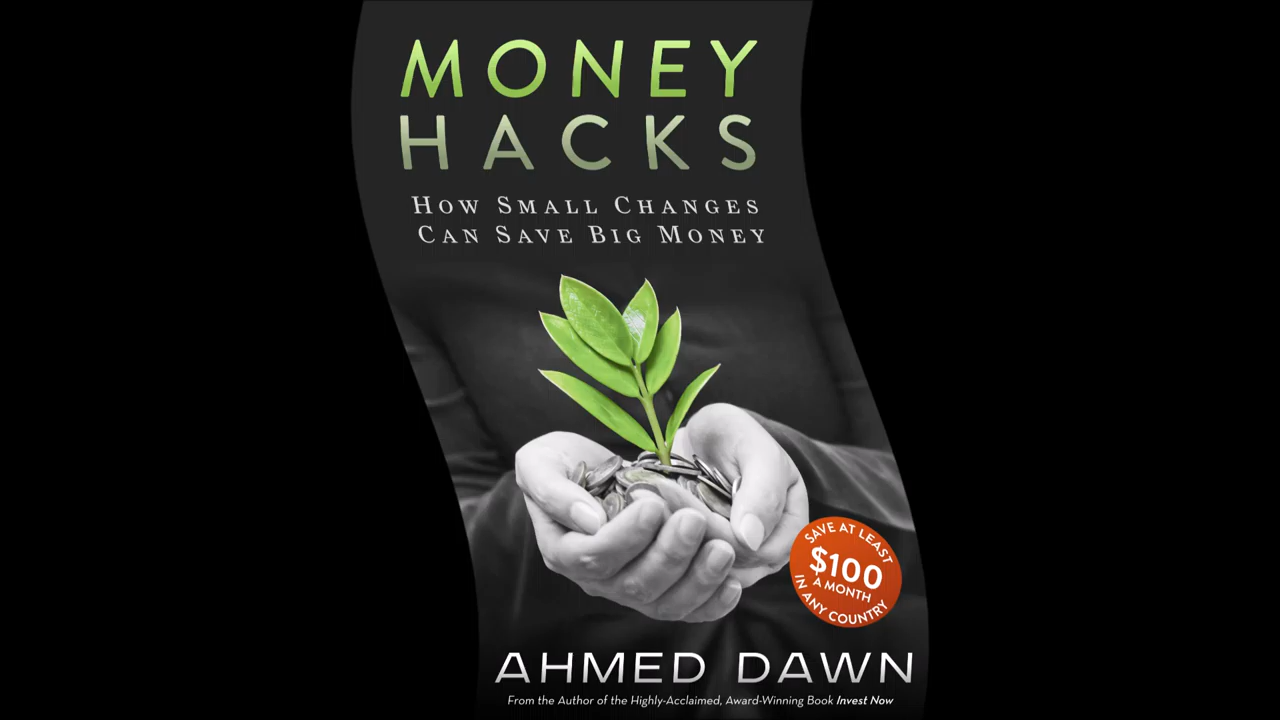 MONEY
HACKS
HOW SMALL CHANGES
CAN SAVE BIG MONEY
SAVE AT LEAST
$100
A MONTH
IN ANY COUNTRY
AHMED DAWN
From the Author of the Highly-Acclaimed, Award-Winning Book Invest Now